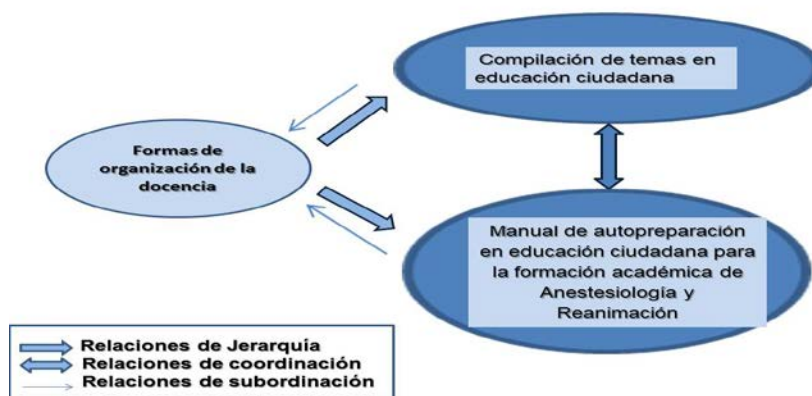 Compilación de temas en
educación ciudadana
Formas de
organización de la
docencia
Manual de autopreparación
en educación ciudadana para
la formación académica de
Anestesiología y
Reanimación
Relaciones de Jerarquía
Relaciones de coordinación
Relaciones de subordinación